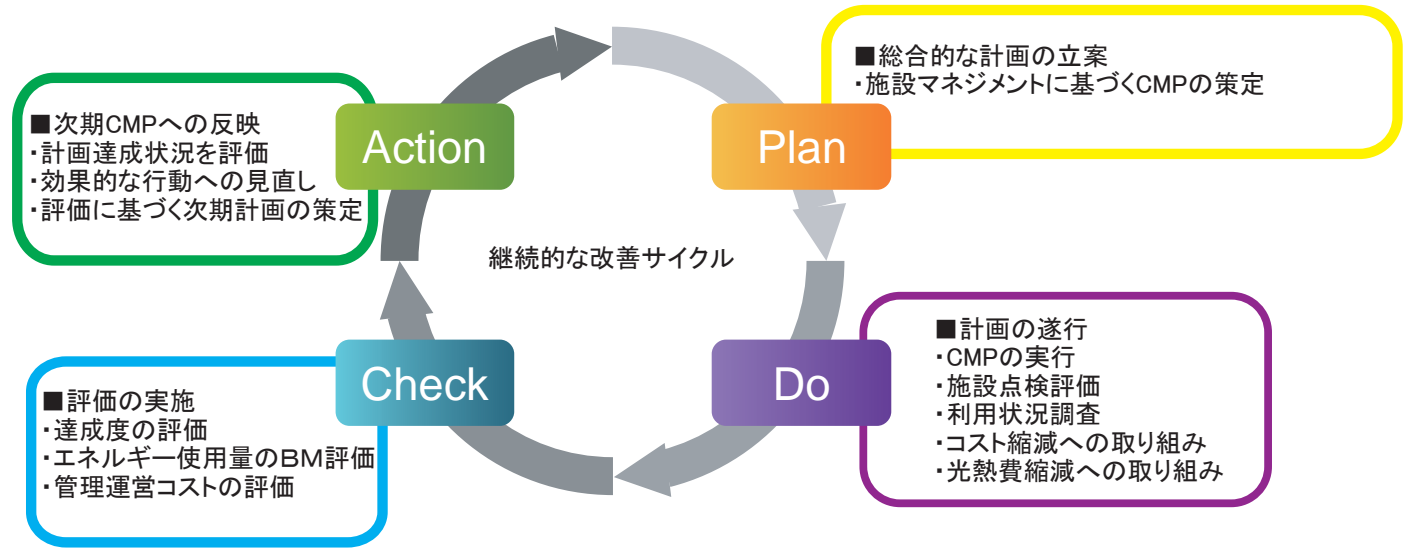 Plan
■総合的な計画の立案
・施設マネジメントに基づくCMPの策定
Do
■計画の遂行
・CMPの実行
・施設点検評価
・利用状況調査
・コスト縮減への取り組み
・光熱費縮減への取り組み
Check
■評価の実施
・達成度の評価
・エネルギー使用量のBM評価
・管理運営コストの評価
Action
■次期CMPへの反映
・計画達成状況を評価
・効果的な行動への見直し
・評価に基づく次期計画の策定
継続的な改善サイクル